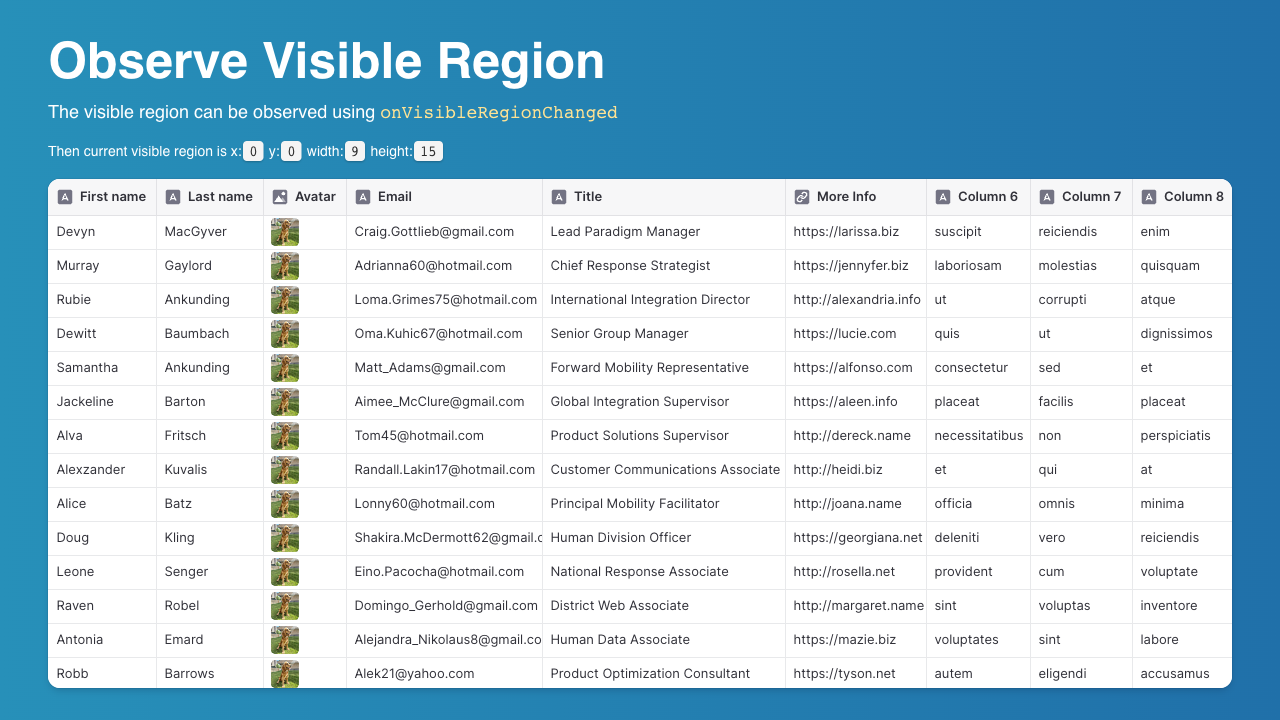 Observe Visible Region
The visible region can be observed using onVisibleRegionChanged
Then current visible region is x: 0 y: 0 width: 9 height: 15
First name Last name Avatar Email Title More Info Column 6 Column 7 Column 8
Devyn MacGyver Craig.Gottlieb@gmail.com Lead Paradigm Manager https://larissa.biz suscipit reiciendis enim
Murray Gaylord Adrianna60@hotmail.com Chief Response Strategist https://jennyfer.biz laboriosam molestias quisquam
Rubie Ankunding Loma.Grimes75@hotmail.com International Integration Director http://alexandria.info ut corrupti atque
Dewitt Baumbach Oma.Kuhic67@hotmail.com Senior Group Manager https://lucie.com quis ut dignissimos
Samantha Ankunding Matt_Adams@gmail.com Forward Mobility Representative https://alfonso.com consectetur sed et
Jackeline Barton Aimee_McClure@gmail.com Global Integration Supervisor https://aleen.info placeat facilis placeat
Alva Fritsch Tom45@hotmail.com Product Solutions Supervisor http://dereck.name necessitatibus non perspiciatis
Alexzander Kuvalis Randall.Lakin17@hotmail.com Customer Communications Associate http://heidi.biz et qui at
Alice Batz Lonny60@hotmail.com Principal Mobility Facilitator http://joana.name officia omnis minima
Doug Kling Shakira.McDermott62@gmail.c Human Division Officer https://georgiana.net deleniti vero reiciendis
Leone Senger Eino.Pacocha@hotmail.com National Response Associate http://rosella.net provident cum voluptate
Raven Robel Domingo_Gerhold@gmail.com District Web Associate http://margaret.name sint voluptas inventore
Antonia Emard Alejandra_Nikolaus8@gmail.co Human Data Associate https://mazie.biz voluptates sint labore
Robb Barrows Alek21@yahoo.com Product Optimization Consultant https://tyson.net autem eligendi accusamus